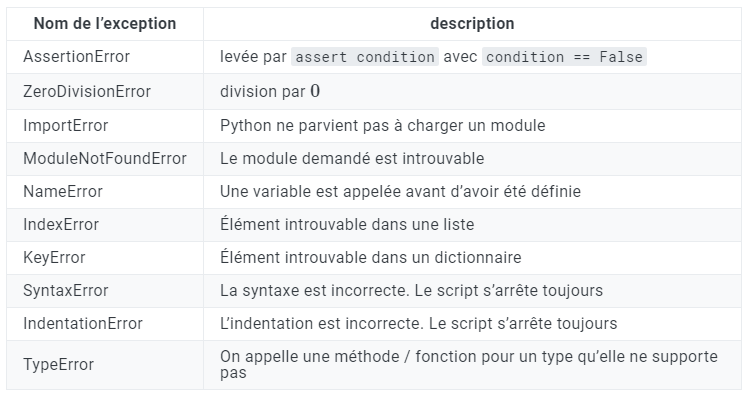 Nom de l’exception description
AssertionError levée par assert condition avec condition == False
ZeroDivisionError division par 0
ImportError Python ne parvient pas à charger un module
ModuleNotFoundError Le module demandé est introuvable
NameError Une variable est appelée avant d’avoir été définie
IndexError Élément introuvable dans une liste
KeyError Élément introuvable dans un dictionnaire
SyntaxError La syntaxe est incorrecte. Le script s’arrête toujours
IndentationError L’indentation est incorrecte. Le script s’arrête toujours
TypeError On appelle une méthode / fonction pour un type qu’elle ne supporte
pas